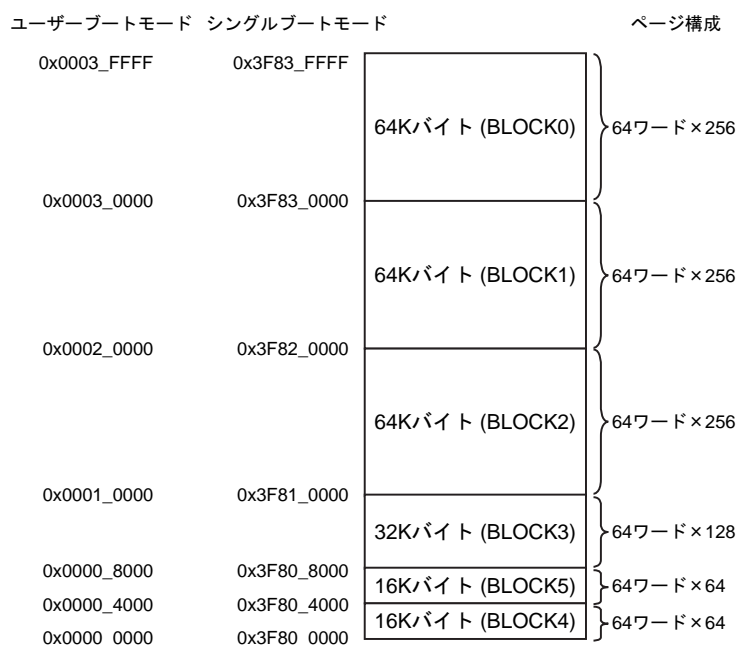 ユーザーブートモード シングルブートモード ページ構成
0x0003_FFFF 0x3F83_FFFF
64Kバイト (BLOCK0) 64ワード×256
0x0003_0000 0x3F83_0000
64Kバイト (BLOCK1) 64ワード×256
0x0002_0000 0x3F82_0000
64Kバイト (BLOCK2) 64ワード×256
0x0001_0000 0x3F81_0000
32Kバイト (BLOCK3) 64ワード×128
0x0000_8000 0x3F80_8000
16Kバイト (BLOCK5) 64ワード×64
0x0000_4000 0x3F80_4000
16Kバイト (BLOCK4) 64ワード×64
0x0000 0000 0x3F80 0000